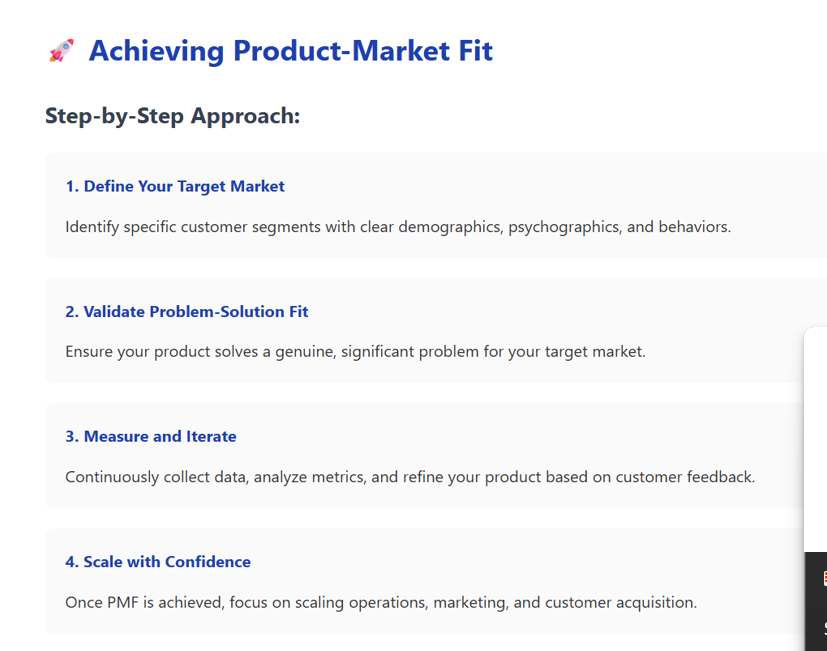 🚀 Achieving Product-Market Fit
Step-by-Step Approach:
1. Define Your Target Market
Identify specific customer segments with clear demographics, psychographics, and behaviors.
2. Validate Problem-Solution Fit
Ensure your product solves a genuine, significant problem for your target market.
3. Measure and Iterate
Continuously collect data, analyze metrics, and refine your product based on customer feedback.
4. Scale with Confidence
Once PMF is achieved, focus on scaling operations, marketing, and customer acquisition.